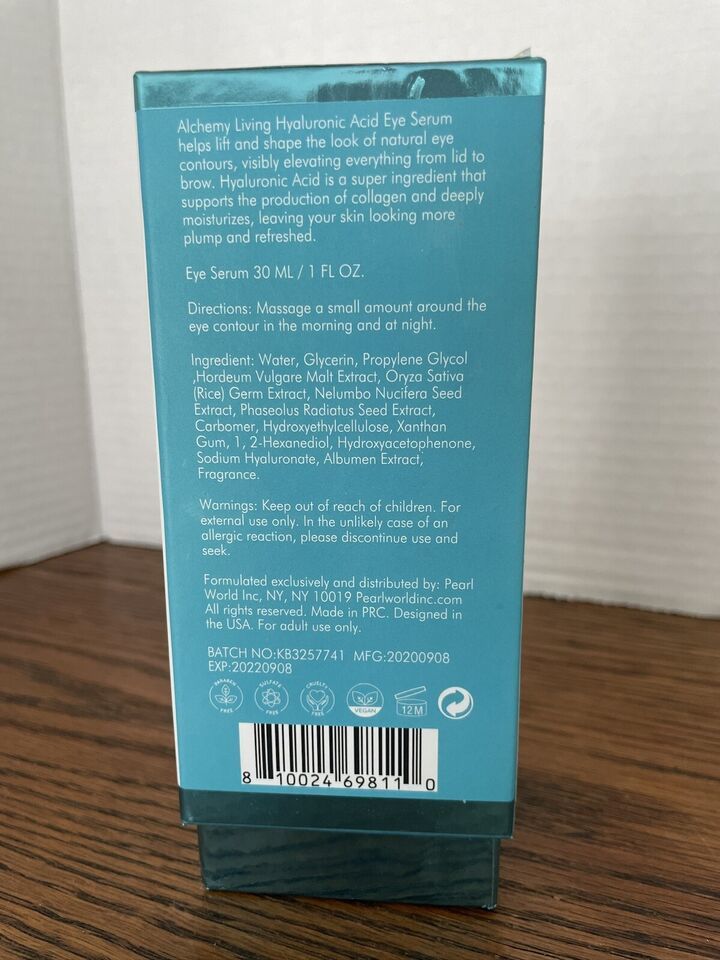 Alchemy Living Hyaluronic Acid Eye Serum
helps lift and shape the look of natural eye
contours, visibly elevating everything from lid to
brow. Hyaluronic Acid is a super ingredient that
supports the production of collagen and deeply
moisturizes, leaving your skin looking more
plump and refreshed.
Eye Serum 30 ML / 1 FL OZ.
Directions: Massage a small amount around the
eye contour in the morning and at night.
Ingredient: Water, Glycerin, Propylene Glycol
,Hordeum Vulgare Malt Extract, Oryza Sativa
(Rice) Germ Extract, Nelumbo Nucifera Seed
Extract, Phaseolus Radiatus Seed Extract,
Carbomer, Hydroxyethylcellulose, Xanthan
Gum, 1, 2-Hexanediol, Hydroxyacetophenone,
Sodium Hyaluronate, Albumen Extract,
Fragrance.
Warnings: Keep out of reach of children. For
external use only. In the unlikely case of an
allergic reaction, please discontinue use and
seek.
Formulated exclusively and distributed by: Pearl
World Inc, NY, NY 10019 Pearlworldinc.com
All rights reserved. Made in PRC. Designed in
the USA. For adult use only.
BATCH NO:KB3257741 MFG:20200908
EXP:20220908
PARABEN FREE
SULFATE FREE
CRUELTY FREE
VEGAN
12M
8 10024 69811 0